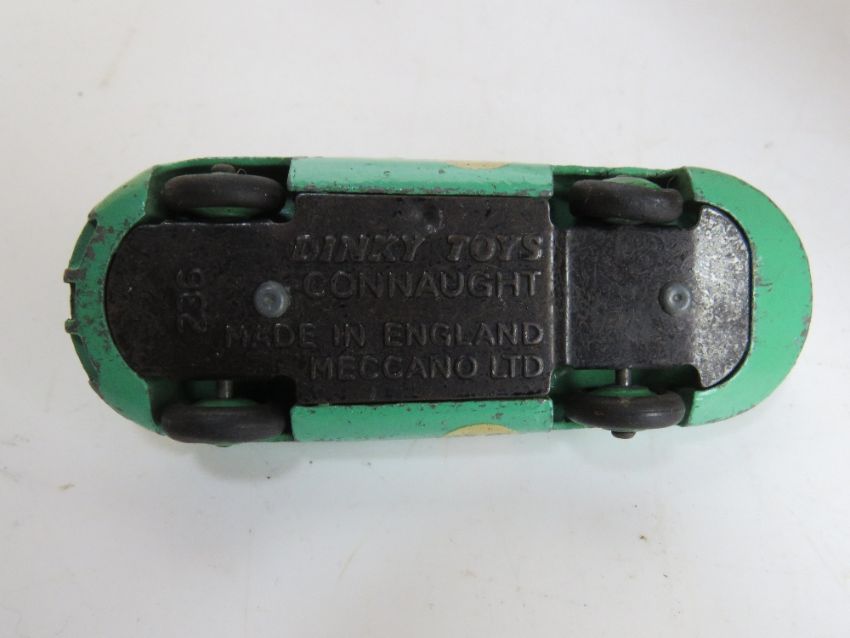 DINKY TOYS
CONNAUGHT
236
MADE IN ENGLAND
MECCANO LTD